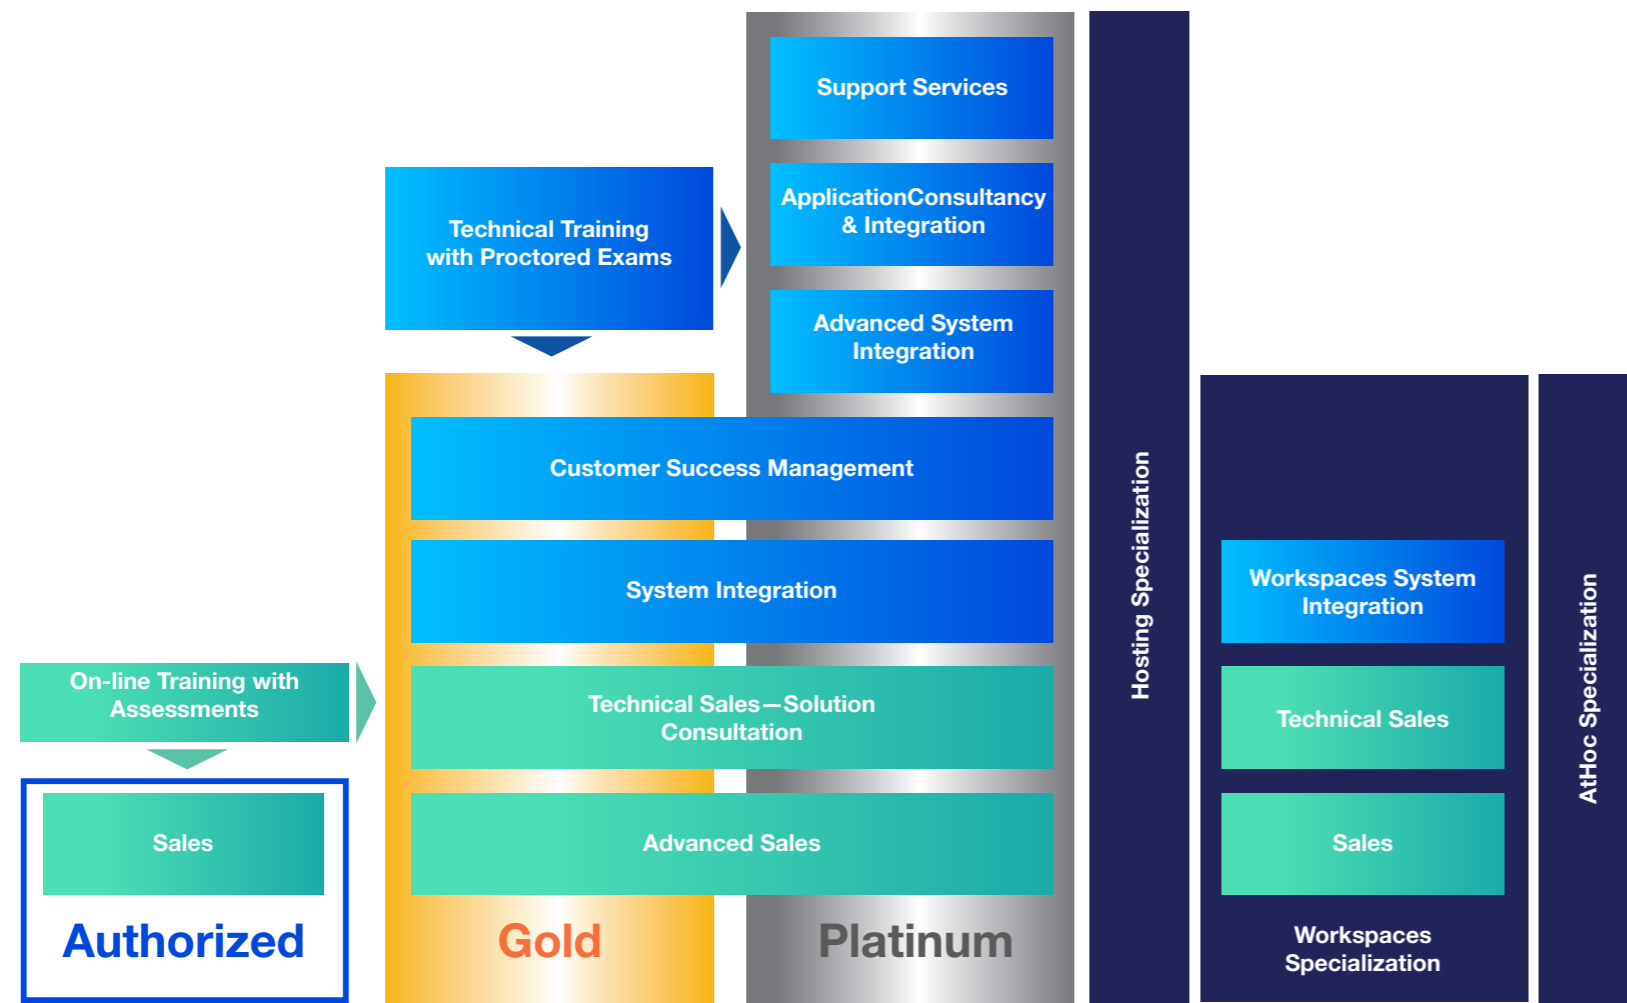 Support Services
ApplicationConsultancy
& Integration
Technical Training
with Proctored Exams
Advanced System
Integration
Customer Success Management
System Integration
On-line Training with
Assessments
Technical Sales—Solution
Consultation
Sales
Advanced Sales
Authorized
Gold
Platinum
Hosting Specialization
Workspaces System
Integration
Technical Sales
Sales
Workspaces
Specialization
AtHoc Specialization